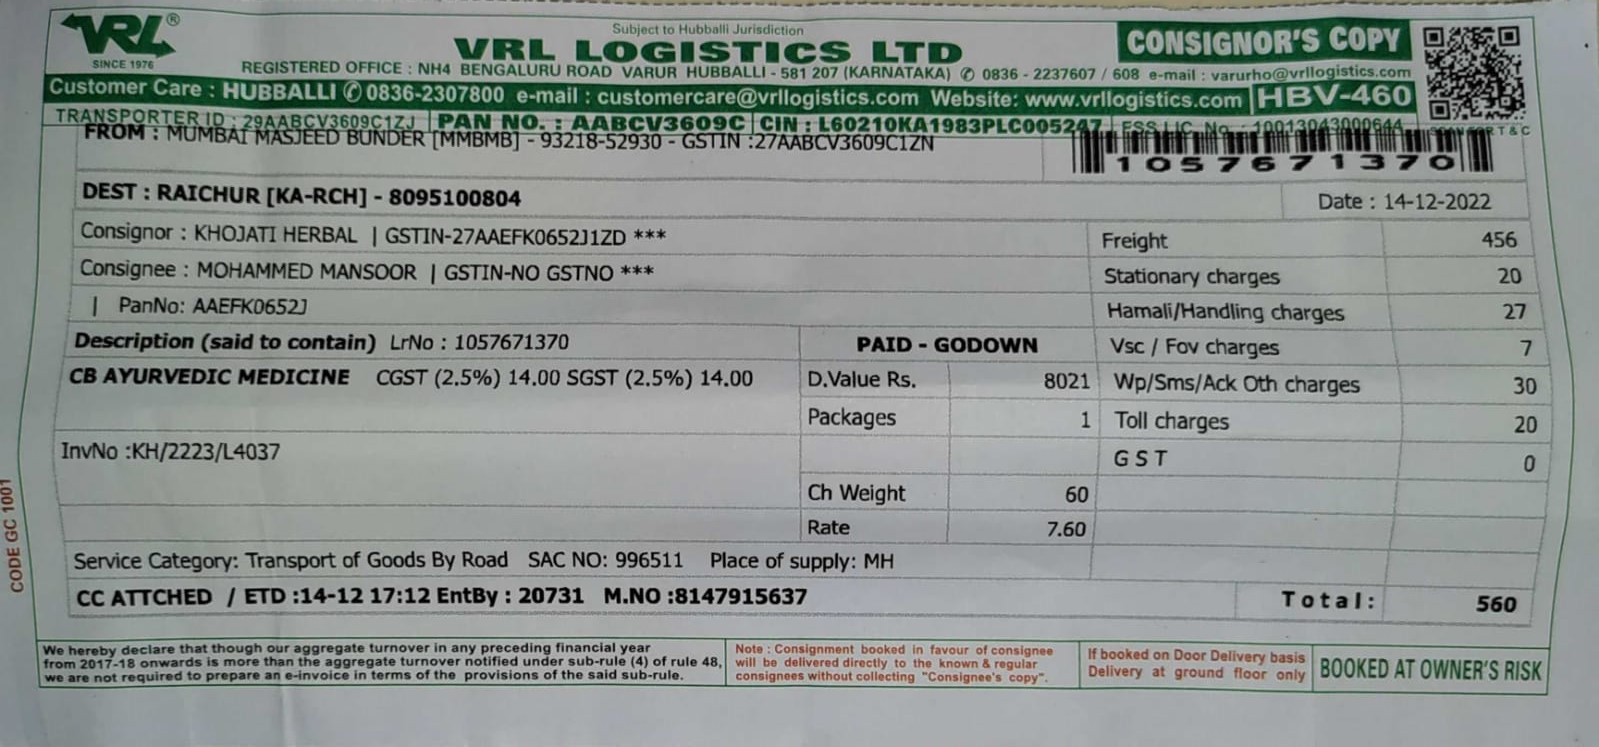 VRL®
SINCE 1976
Subject to Hubballi Jurisdiction
VRL LOGISTICS LTD
CONSIGNOR'S COPY
REGISTERED OFFICE : NH4 BENGALURU ROAD VARUR HUBBALLI - 581 207 (KARNATAKA) ✆ 0836 - 2237607 / 608 e-mail : varurho@vrllogistics.com
Customer Care : HUBBALLI ✆ 0836-2307800 e-mail : customercare@vrllogistics.com Website: www.vrllogistics.com HBV-460
TRANSPORTER ID : 29AABCV3609C1ZJ PAN NO. : AABCV3609C CIN : L60210KA1983PLC005247 FSS LIC. No. : 10013043000644 T & C
FROM : MUMBAI MASJEED BUNDER [MMBMB] - 93218-52930 - GSTIN :27AABCV3609C1ZN
1057671370
DEST : RAICHUR [KA-RCH] - 8095100804
Date : 14-12-2022
Consignor : KHOJATI HERBAL | GSTIN-27AAEFK0652J1ZD ***
Freight 456
Consignee : MOHAMMED MANSOOR | GSTIN-NO GSTNO ***
Stationary charges 20
| PanNo: AAEFK0652J
Hamali/Handling charges 27
Description (said to contain) LrNo : 1057671370
PAID - GODOWN
Vsc / Fov charges 7
CB AYURVEDIC MEDICINE CGST (2.5%) 14.00 SGST (2.5%) 14.00
D.Value Rs. 8021
Wp/Sms/Ack Oth charges 30
Packages 1
Toll charges 20
InvNo :KH/2223/L4037
G S T 0
Ch Weight 60
Rate 7.60
Service Category: Transport of Goods By Road SAC NO: 996511 Place of supply: MH
CC ATTCHED / ETD :14-12 17:12 EntBy : 20731 M.NO :8147915637
Total: 560
We hereby declare that though our aggregate turnover in any preceding financial year
from 2017-18 onwards is more than the aggregate turnover notified under sub-rule (4) of rule 48,
we are not required to prepare an e-invoice in terms of the provisions of the said sub-rule.
Note : Consignment booked in favour of consignee
will be delivered directly to the known & regular
consignees without collecting "Consignee's copy".
If booked on Door Delivery basis
Delivery at ground floor only
BOOKED AT OWNER'S RISK
CODE GC 1001